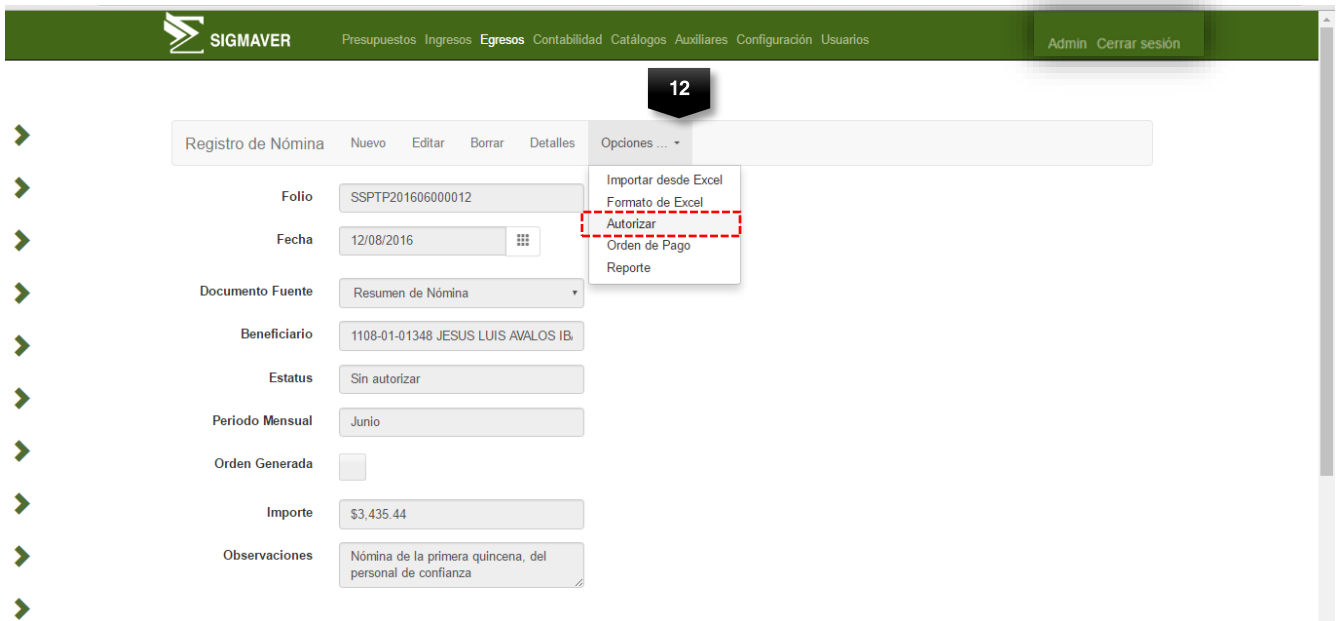 SIGMAVER
Presupuestos Ingresos Egresos Contabilidad Catálogos Auxiliares Configuración Usuarios
Admin Cerrar sesión
12
Registro de Nómina Nuevo Editar Borrar Detalles Opciones ...
Importar desde Excel
Formato de Excel
Autorizar
Orden de Pago
Reporte
Folio SSPTP201606000012
Fecha 12/08/2016
Documento Fuente Resumen de Nómina
Beneficiario 1108-01-01348 JESUS LUIS AVALOS
Estatus Sin autorizar
Periodo Mensual Junio
Orden Generada
Importe $3,435.44
Observaciones Nómina de la primera quincena, del
personal de confianza